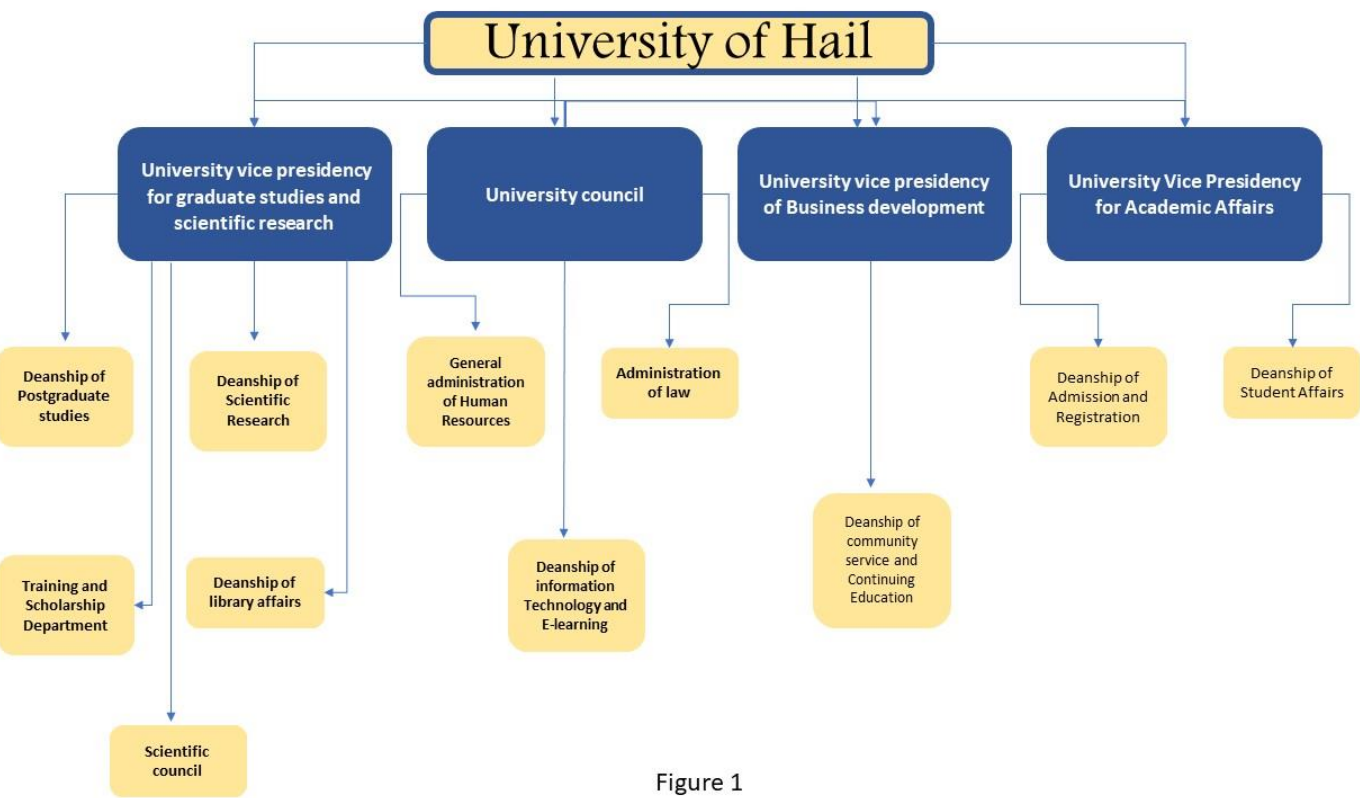 University of Hail
University vice presidency
for graduate studies and
scientific research
University council
University vice presidency
of Business development
University Vice Presidency
for Academic Affairs
Deanship of
Postgraduate
studies
Deanship of
Scientific
Research
General
administration
of Human
Resources
Administration
of law
Deanship of
Admission and
Registration
Deanship of
Student Affairs
Training and
Scholarship
Department
Deanship of
library affairs
Deanship of
information
Technology and
E-learning
Deanship of
community
service and
Continuing
Education
Scientific
council
Figure 1